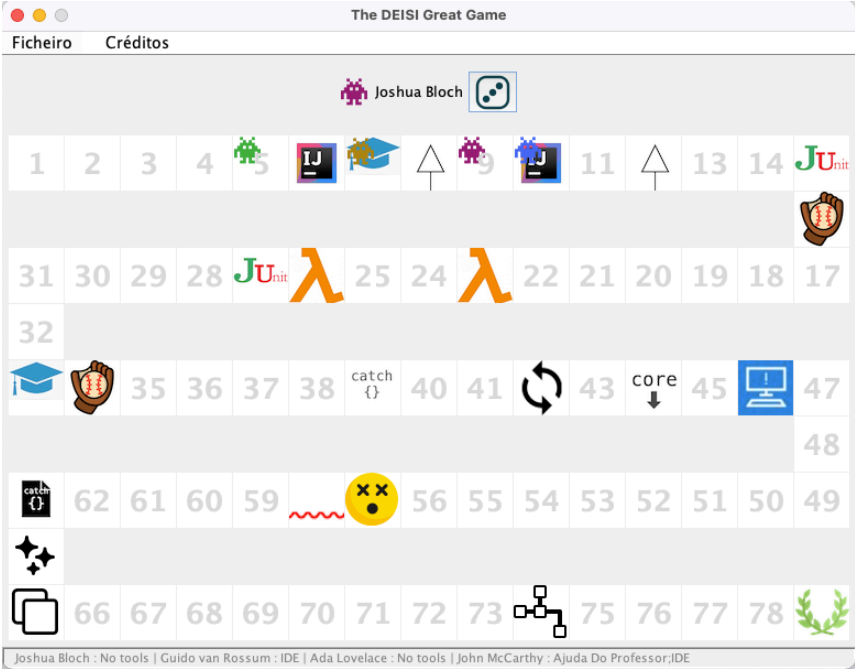 The DEISI Great Game
Ficheiro Créditos
Joshua Bloch
1 2 3 4 5 IJ 9 IJ 11 13 14 JUnit
31 30 29 28 JUnit λ 25 24 λ 22 21 20 19 18 17
32
35 36 37 38 catch {} 40 41 43 core 45 ! 47
48
catch {} 62 61 60 59 56 55 54 53 52 51 50 49
66 67 68 69 70 71 72 73 75 76 77 78
Joshua Bloch : No tools | Guido van Rossum : IDE | Ada Lovelace : No tools | John McCarthy : Ajuda Do Professor;IDE